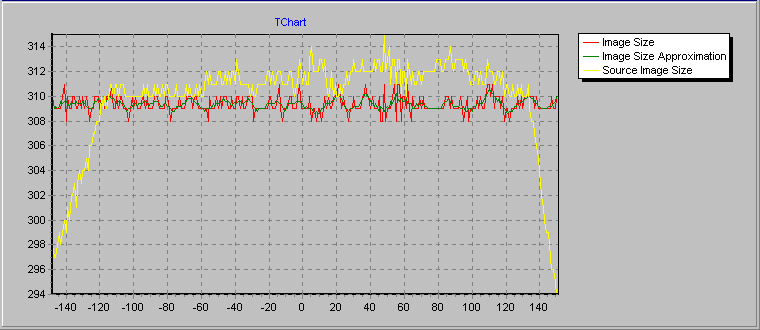 TChart
314
312
310
308
306
304
302
300
298
296
294
-140 -120 -100 -80 -60 -40 -20 0 20 40 60 80 100 120 140
Image Size
Image Size Approximation
Source Image Size